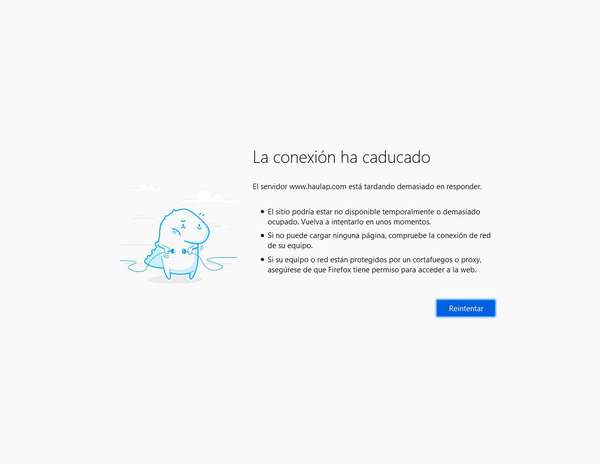 La conexión ha caducado
El servidor www.haulap.com está tardando demasiado en responder.
El sitio podría estar no disponible temporalmente o demasiado
ocupado. Vuelva a intentarlo en unos momentos.
Si no puede cargar ninguna página, compruebe la conexión de red
de su equipo.
Si su equipo o red están protegidos por un cortafuegos o proxy,
asegúrese de que Firefox tiene permiso para acceder a la web.
Reintentar